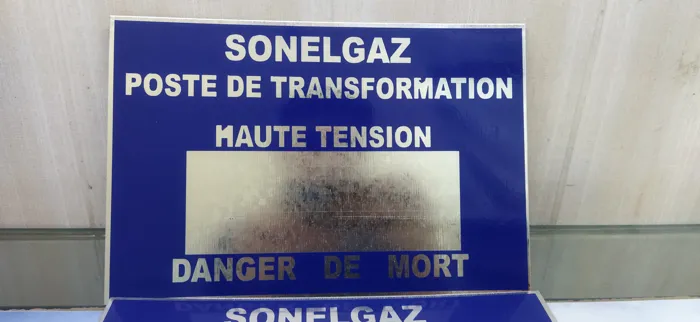 SONELGAZ
POSTE DE TRANSFORMATION
HAUTE TENSION
DANGER DE MORT
SONELGAZ